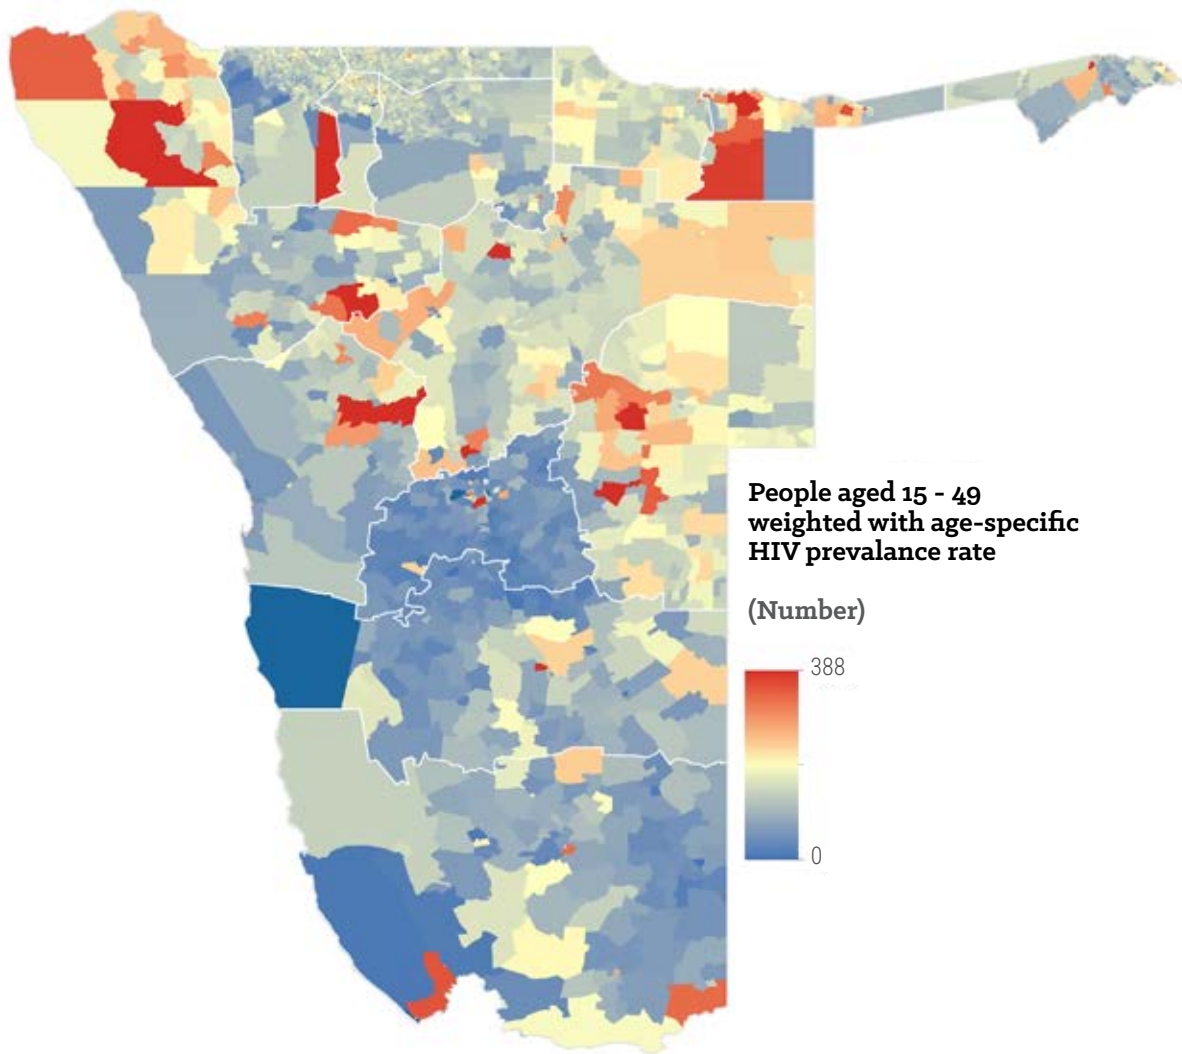 People aged 15 - 49
weighted with age-specific
HIV prevalance rate
(Number)
388
0